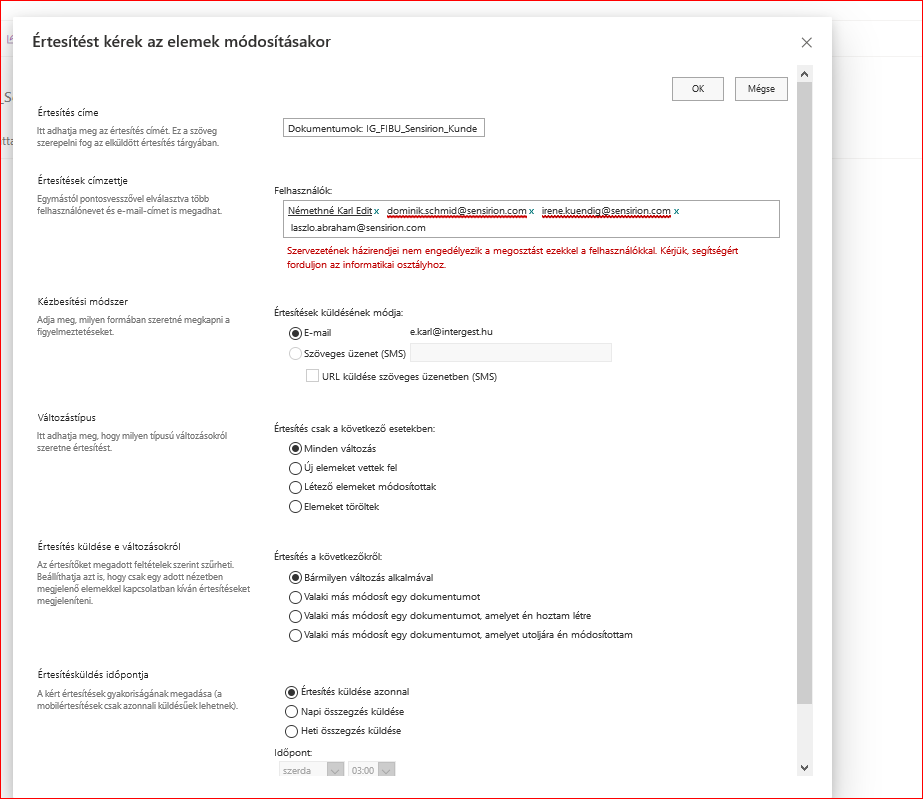 Értesítést kérek az elemek módosításakor
OK
Mégse
Értesítés címe
Itt adhatja meg az értesítés címét. Ez a szöveg
szerepelni fog az elküldött értesítés tárgyában.
Dokumentumok: IG_FIBU_Sensirion_Kunde
Értesítések címzettje
Egymástól pontosvesszővel elválasztva több
felhasználónevet és e-mail-címet is megadhat.
Felhasználók:
Némethné Karl Edit x dominik.schmid@sensirion.com x irene.kuendig@sensirion.com x
laszlo.abraham@sensirion.com
Szervezetének házirendjei nem engedélyezik a megosztást ezekkel a felhasználókkal. Kérjük, segítségért
forduljon az informatikai osztályhoz.
Kézbesítési módszer
Adja meg, milyen formában szeretné megkapni a
figyelmeztetéseket.
Értesítések küldésének módja:
E-mail e.karl@intergest.hu
Szöveges üzenet (SMS)
URL küldése szöveges üzenetben (SMS)
Változástípus
Itt adhatja meg, hogy milyen típusú változásokról
szeretne értesítést.
Értesítés csak a következő esetekben:
Minden változás
Új elemeket vettek fel
Létező elemeket módosítottak
Elemeket töröltek
Értesítés küldése e változásokról
Az értesítőket megadott feltételek szerint szűrheti.
Beállíthatja azt is, hogy csak egy adott nézetben
megjelenő elemekkel kapcsolatban kíván értesítéseket
megjeleníteni.
Értesítés a következőkről:
Bármilyen változás alkalmával
Valaki más módosít egy dokumentumot
Valaki más módosít egy dokumentumot, amelyet én hoztam létre
Valaki más módosít egy dokumentumot, amelyet utoljára én módosítottam
Értesítésküldés időpontja
A kért értesítések gyakoriságának megadása (a
mobilértesítések csak azonnali küldésűek lehetnek).
Értesítés küldése azonnal
Napi összegzés küldése
Heti összegzés küldése
Időpont:
szerda 03:00